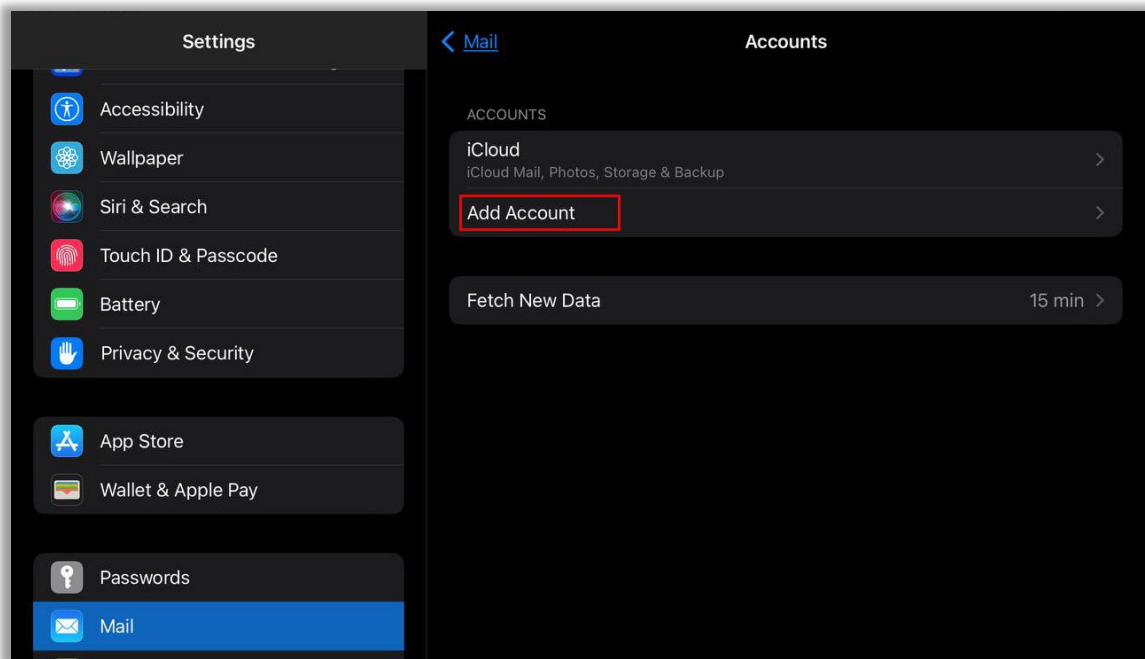 Settings
Accessibility
Wallpaper
Siri & Search
Touch ID & Passcode
Battery
Privacy & Security
App Store
Wallet & Apple Pay
Passwords
Mail
Mail
Accounts
ACCOUNTS
iCloud
iCloud Mail, Photos, Storage & Backup
Add Account
Fetch New Data 15 min